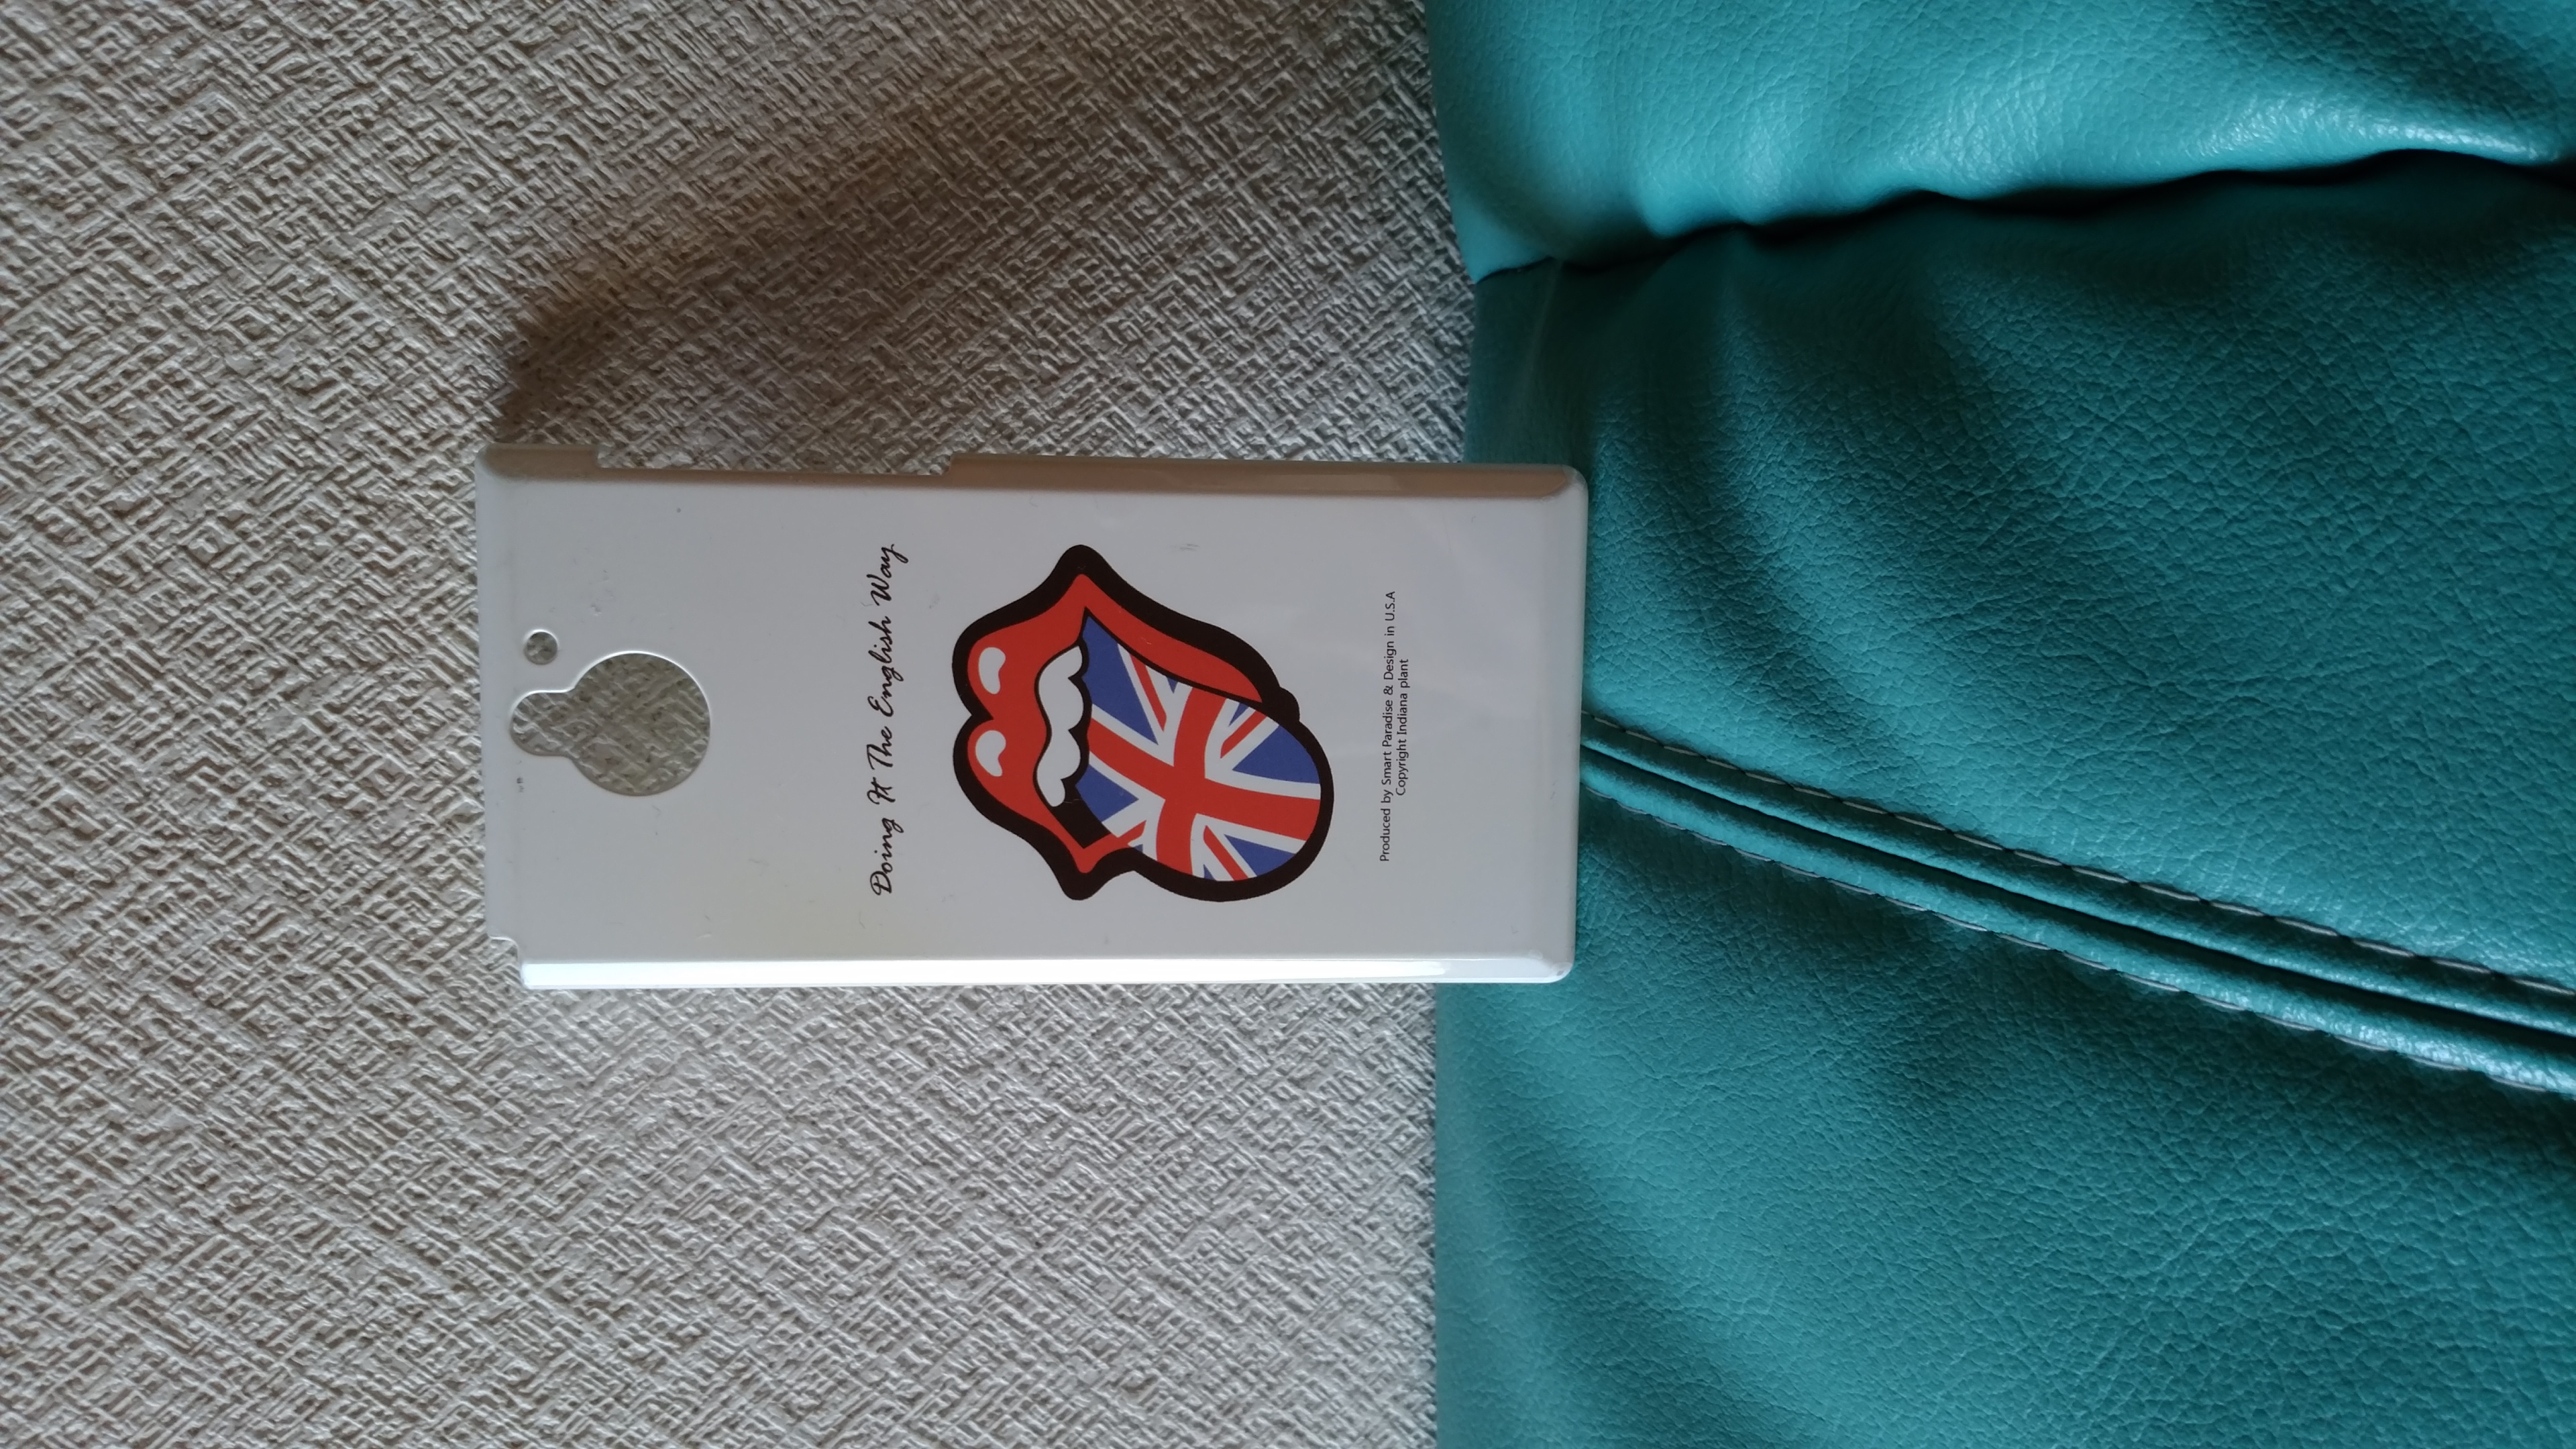 Doing It The English Way
Produced by Smart Paradise & Design in U.S.A
Copyright Indiana plant